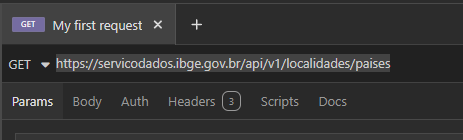 GET My first request × +
GET https://servicodados.ibge.gov.br/api/v1/localidades/paises
Params Body Auth Headers 3 Scripts Docs